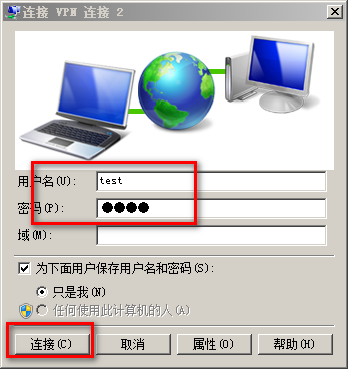 连接 VPN 连接 2
用户名(U):
test
密码(P):
●●●●
域(M):
为下面用户保存用户名和密码(S):
只是我(N)
任何使用此计算机的人(A)
连接(C) 取消 属性(O) 帮助(H)